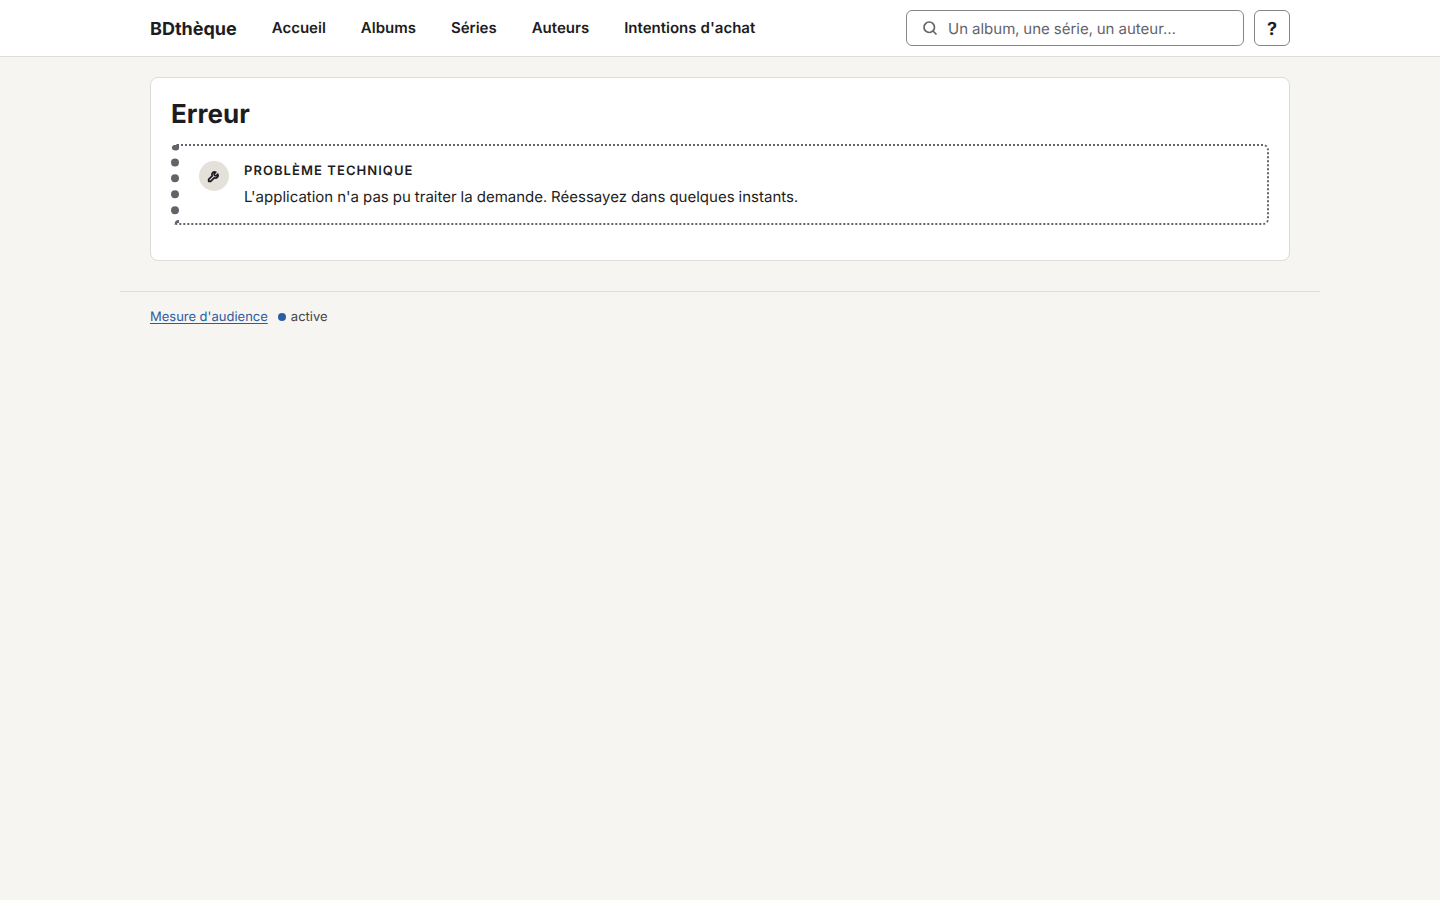 BDthèque
Accueil
Albums
Séries
Auteurs
Intentions d'achat
Un album, une série, un auteur...
?
Erreur
PROBLÈME TECHNIQUE
L'application n'a pas pu traiter la demande. Réessayez dans quelques instants.
Mesure d'audience
active